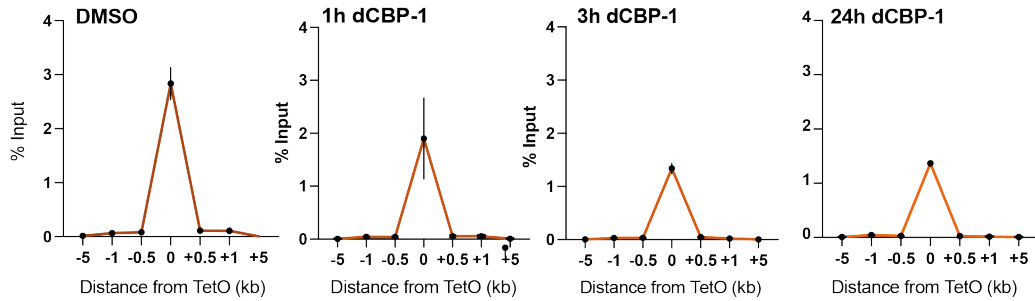 DMSO
4
3
2
1
0
% Input
-5 -1 -0.5 0 +0.5 +1 +5
Distance from TetO (kb)
1h dCBP-1
4
3
2
1
0
% Input
-5 -1 -0.5 0 +0.5 +1 +5
Distance from TetO (kb)
3h dCBP-1
4
3
2
1
0
% Input
-5 -1 -0.5 0 +0.5 +1 +5
Distance from TetO (kb)
24h dCBP-1
4
3
2
1
0
-5 -1 -0.5 0 +0.5 +1 +5
Distance from TetO (kb)